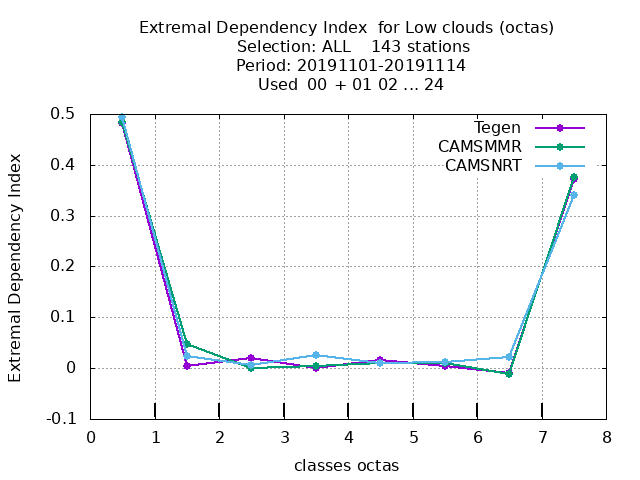 Extremal Dependency Index  for Low clouds (octas)
Selection: ALL    143 stations
Period: 20191101-20191114
Used  00  + 01 02 ... 24
Extremal Dependency Index
0.5
0.4
0.3
0.2
0.1
0
-0.1
Tegen
CAMSMMR
CAMSNRT
0 1 2 3 4 5 6 7 8
classes octas